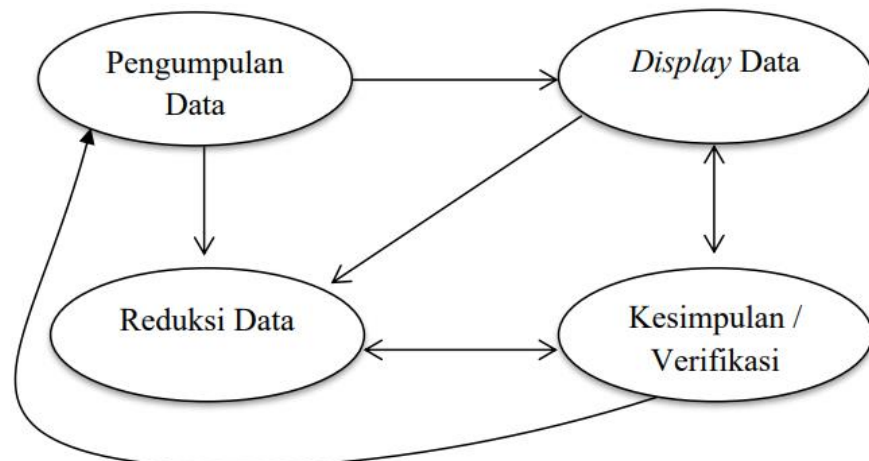 Pengumpulan
Data
Display Data
Reduksi Data
Kesimpulan /
Verifikasi